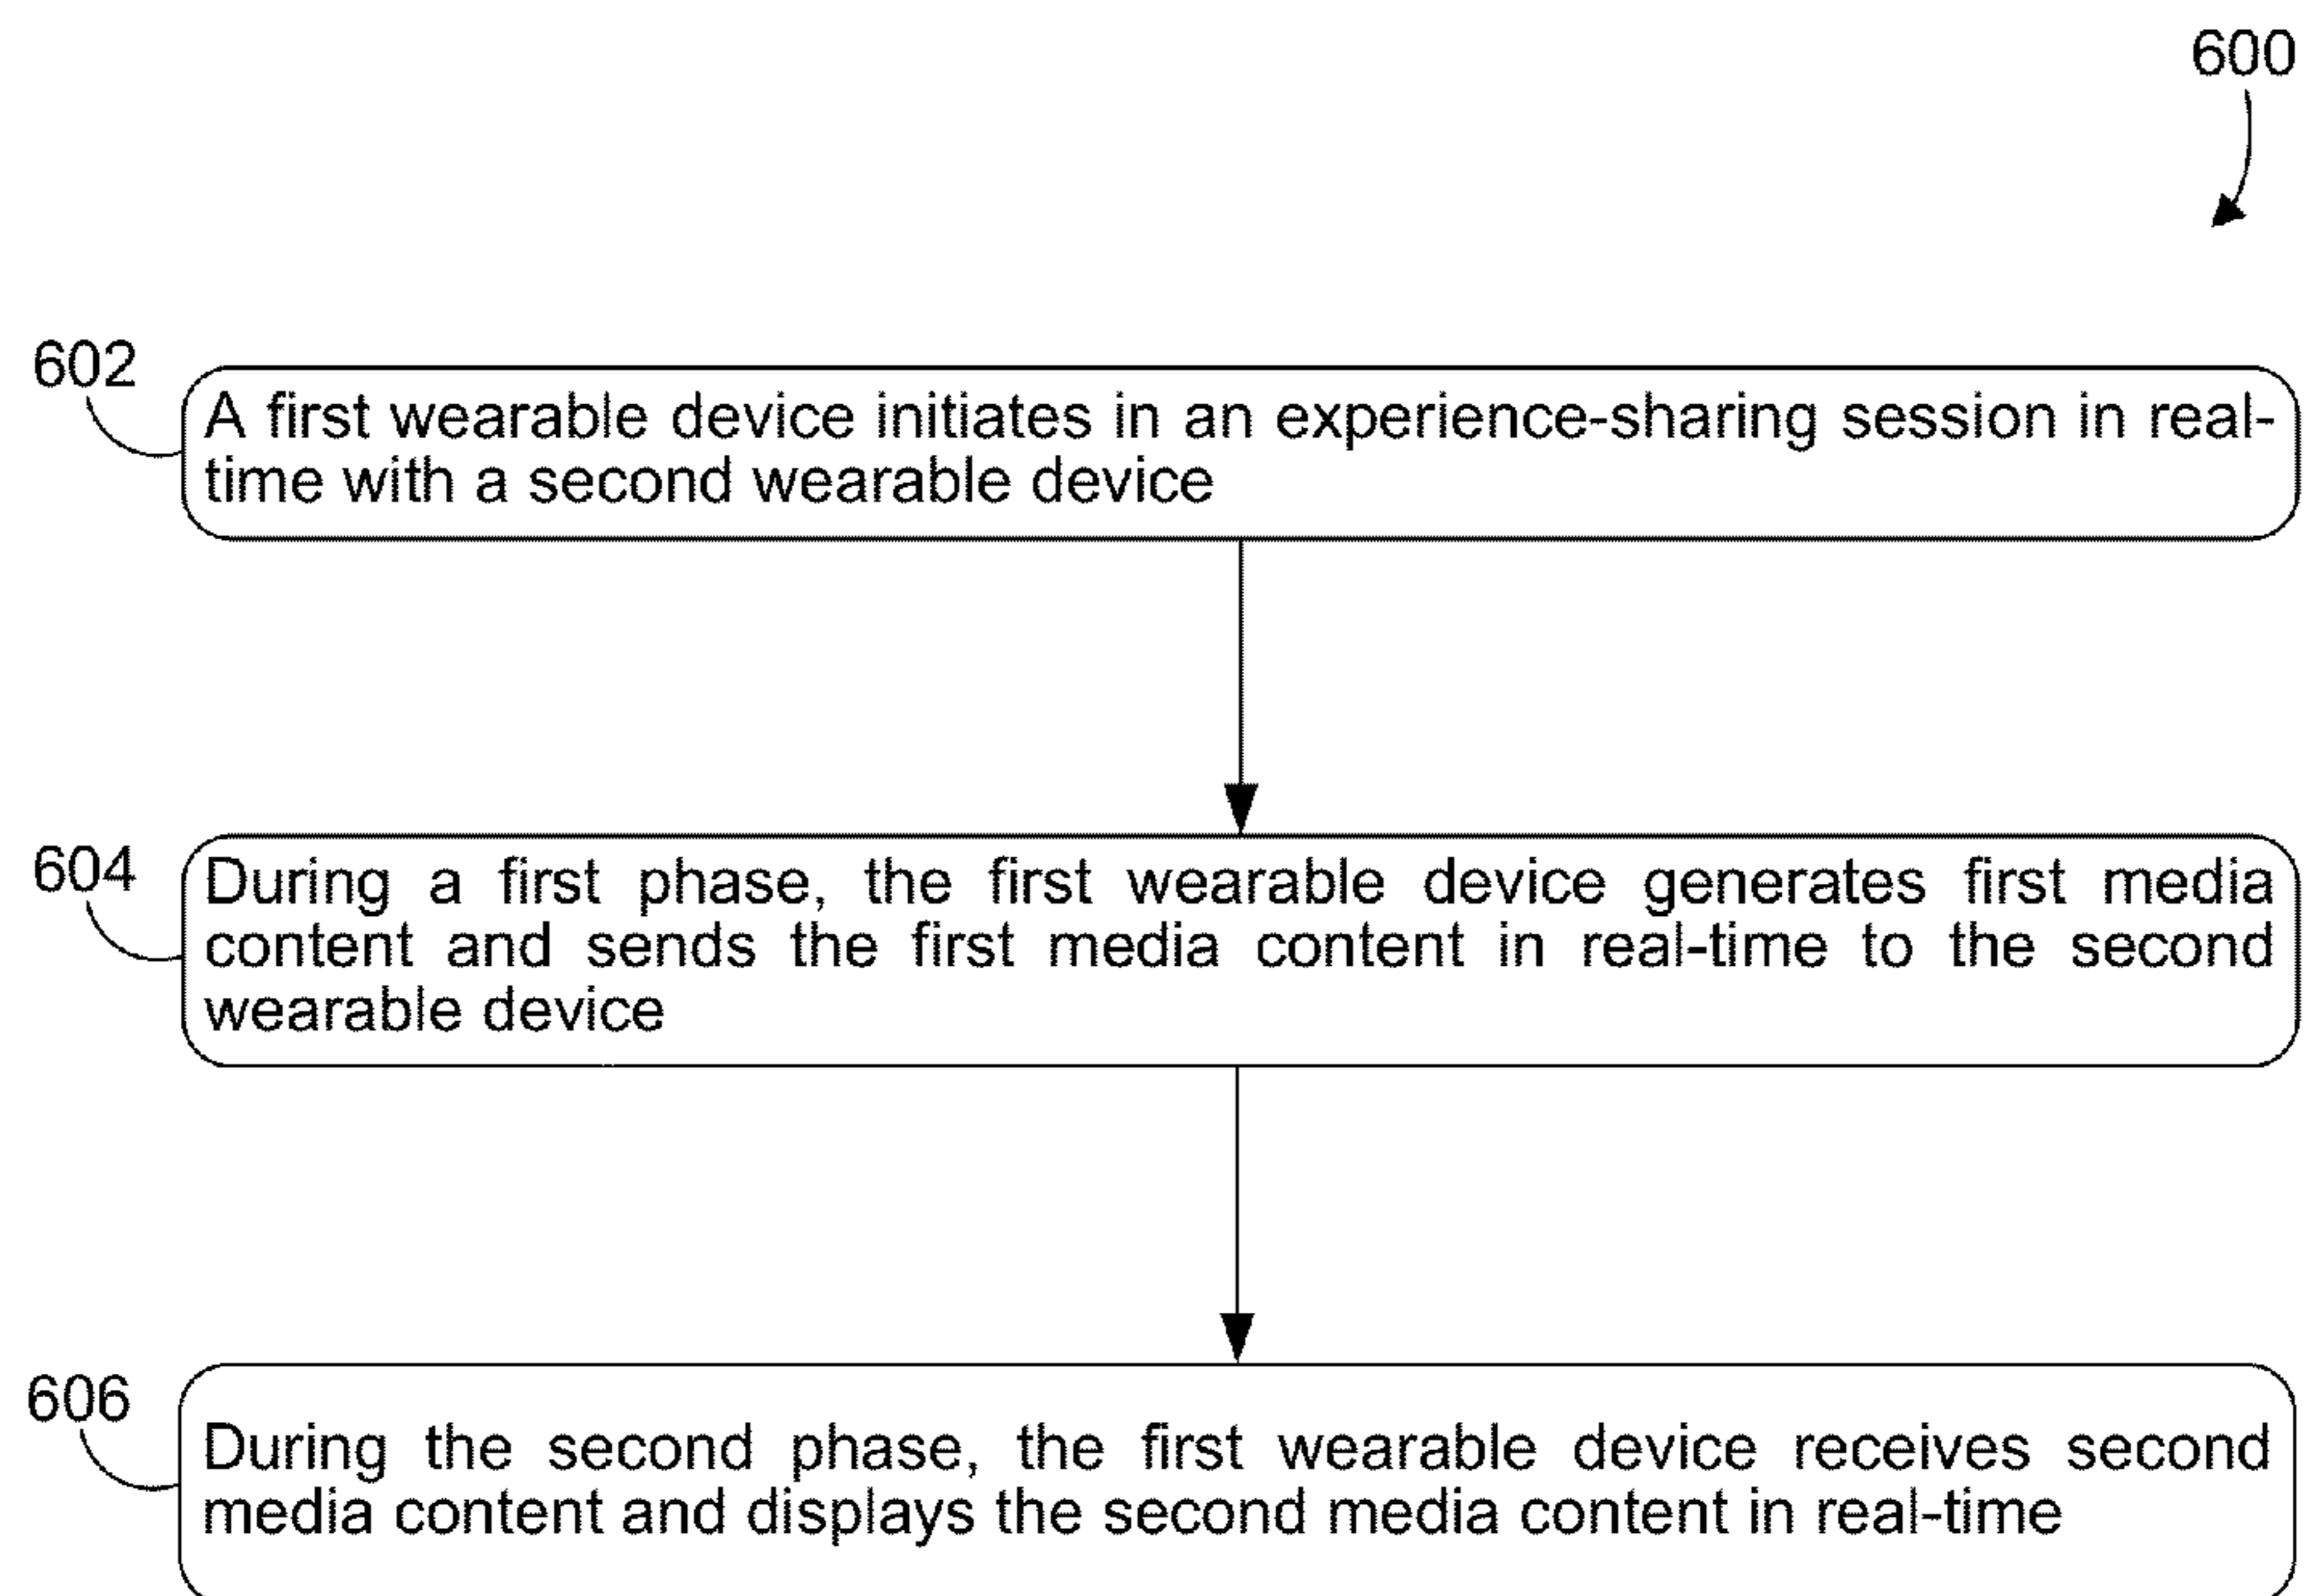 600
602
A first wearable device initiates in an experience-sharing session in real-
time with a second wearable device
604
During a first phase, the first wearable device generates first media
content and sends the first media content in real-time to the second
wearable device
606
During the second phase, the first wearable device receives second
media content and displays the second media content in real-time